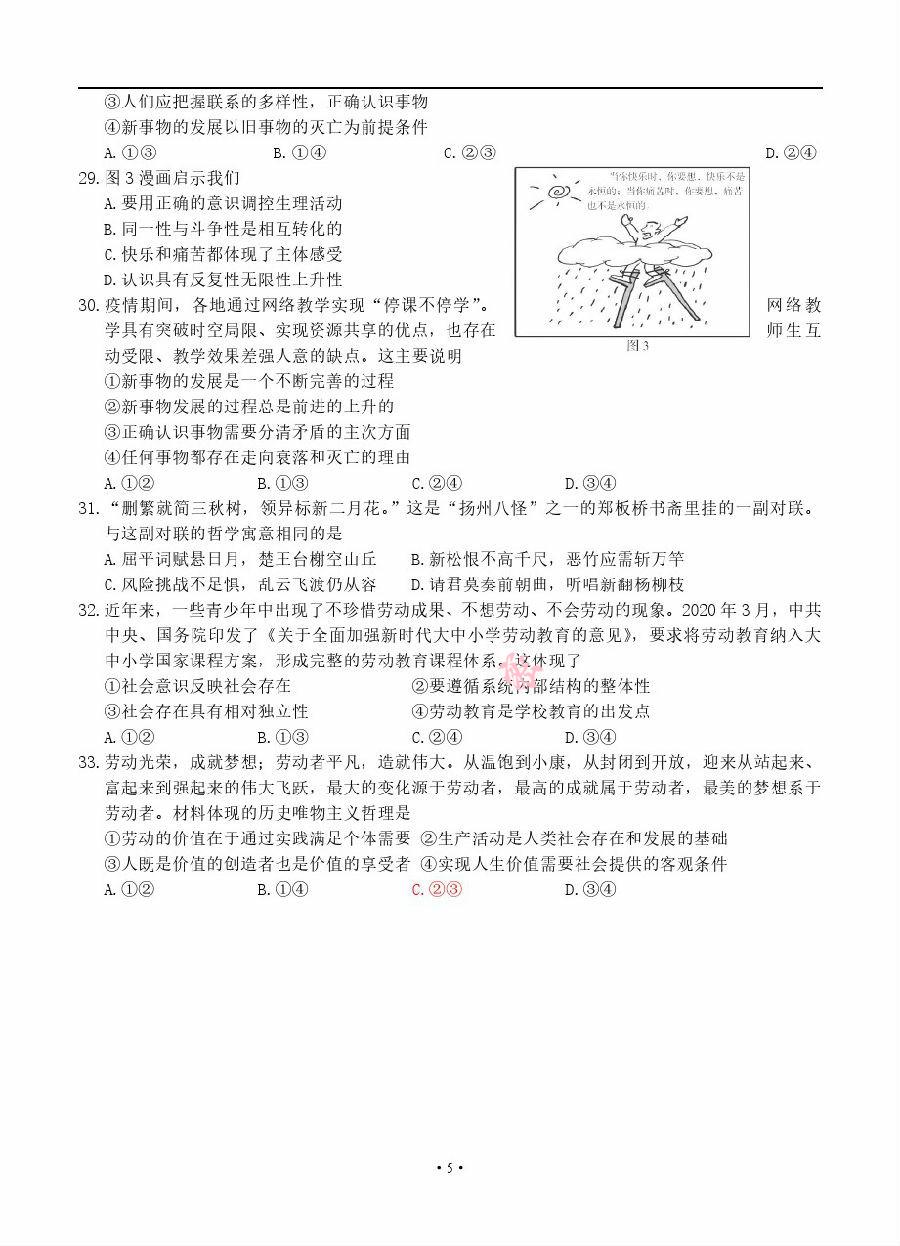 ③人们应把握联系的多样性，正确认识事物
④新事物的发展以旧事物的灭亡为前提条件
A. ①③ B. ①④ C. ②③ D. ②④
29. 图 3 漫画启示我们
A. 要用正确的意识调控生理活动
B. 同一性与斗争性是相互转化的
C. 快乐和痛苦都体现了主体感受
D. 认识具有反复性无限性上升性
当你快乐时，你要想，快乐不是
永恒的；当你痛苦时，你要想，痛苦
也不是永恒的
图 3
30. 疫情期间，各地通过网络教学实现“停课不停学”。 网络教
学具有突破时空局限、实现资源共享的优点，也存在 师生互
动受限、教学效果差强人意的缺点。这主要说明
①新事物的发展是一个不断完善的过程
②新事物发展的过程总是前进的上升的
③正确认识事物需要分清矛盾的主次方面
④任何事物都存在走向衰落和灭亡的理由
A. ①② B. ①③ C. ②④ D. ③④
31. “删繁就简三秋树，领异标新二月花。”这是“扬州八怪”之一的郑板桥书斋里挂的一副对联。
与这副对联的哲学寓意相同的是
A. 屈平词赋悬日月，楚王台榭空山丘 B. 新松恨不高千尺，恶竹应需斩万竿
C. 风险挑战不足惧，乱云飞渡仍从容 D. 请君莫奏前朝曲，听唱新翻杨柳枝
32. 近年来，一些青少年中出现了不珍惜劳动成果、不想劳动、不会劳动的现象。2020 年 3 月，中共
中央、国务院印发了《关于全面加强新时代大中小学劳动教育的意见》，要求将劳动教育纳入大
中小学国家课程方案，形成完整的劳动教育课程体系。这体现了
①社会意识反映社会存在 ②要遵循系统内部结构的整体性
③社会存在具有相对独立性 ④劳动教育是学校教育的出发点
A. ①② B. ①③ C. ②④ D. ③④
33. 劳动光荣，成就梦想；劳动者平凡，造就伟大。从温饱到小康，从封闭到开放，迎来从站起来、
富起来到强起来的伟大飞跃，最大的变化源于劳动者，最高的成就属于劳动者，最美的梦想系于
劳动者。材料体现的历史唯物主义哲理是
①劳动的价值在于通过实践满足个体需要 ②生产活动是人类社会存在和发展的基础
③人既是价值的创造者也是价值的享受者 ④实现人生价值需要社会提供的客观条件
A. ①② B. ①④ C. ②③ D. ③④
· 5 ·